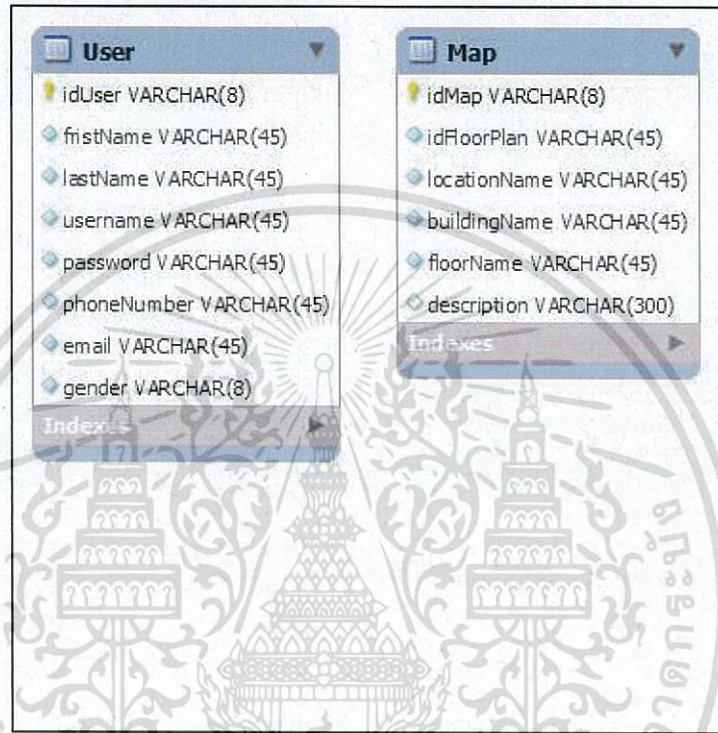 User
idUser VARCHAR(8)
fristName VARCHAR(45)
lastName VARCHAR(45)
username VARCHAR(45)
password VARCHAR(45)
phoneNumber VARCHAR(45)
email VARCHAR(45)
gender VARCHAR(8)
Indexes
Map
idMap VARCHAR(8)
idFloorPlan VARCHAR(45)
locationName VARCHAR(45)
buildingName VARCHAR(45)
floorName VARCHAR(45)
description VARCHAR(300)
Indexes